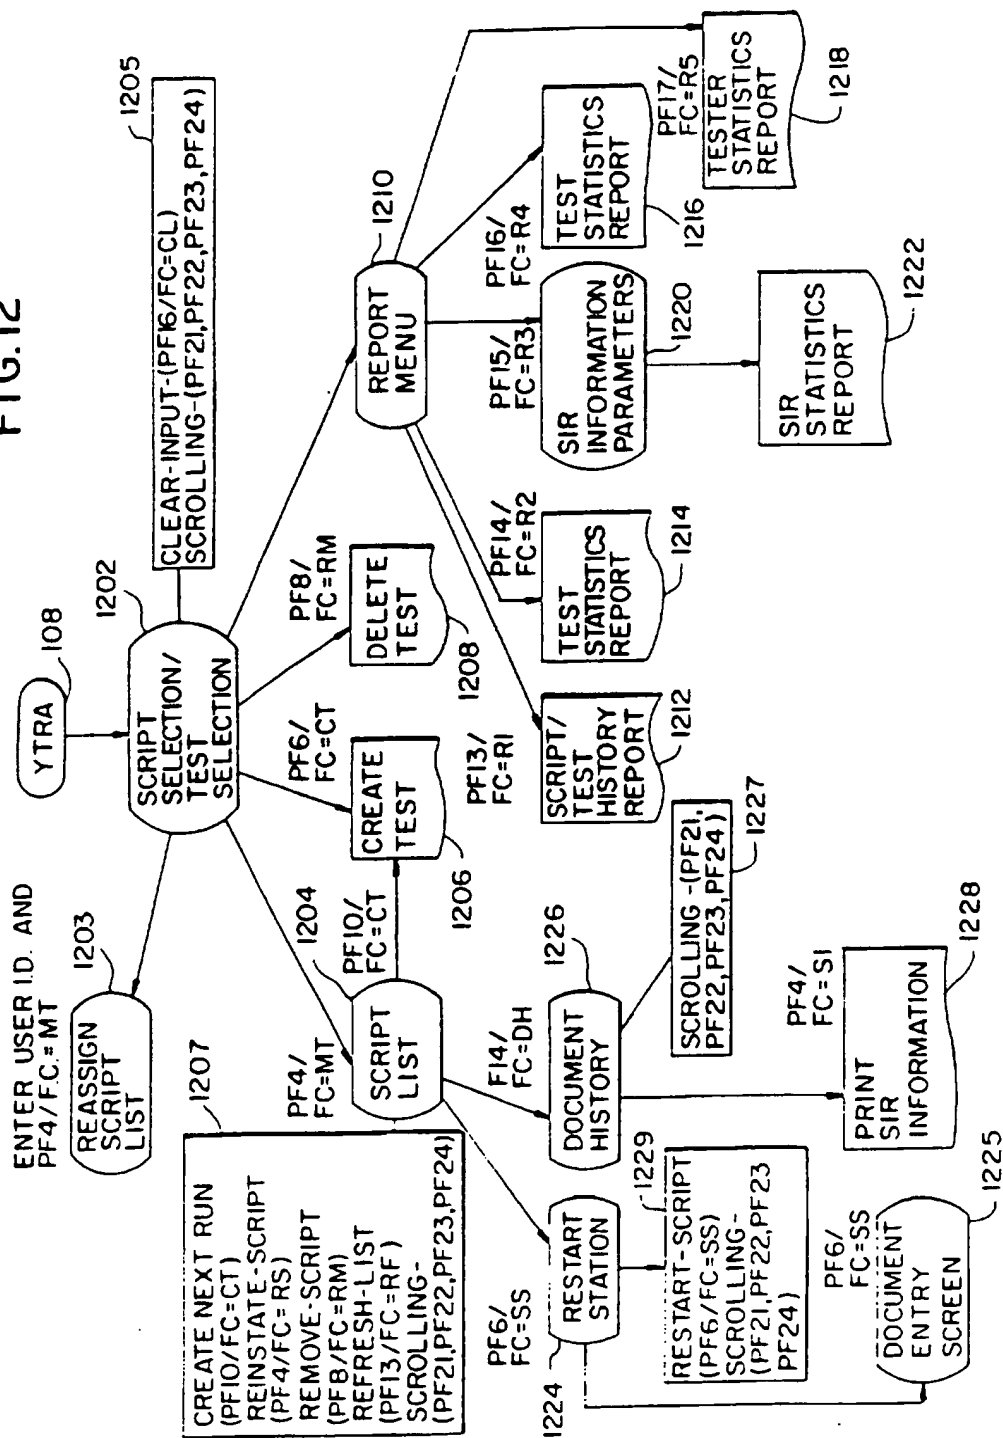 FIG.12
YTRA
108
SCRIPT
SELECTION/
TEST
SELECTION
1202
CLEAR-INPUT-(PF16/FC=CL)
SCROLLING-(PF21,PF22,PF23,PF24)
1205
ENTER USER I.D. AND
PF4/F.C.=MT
REASSIGN
SCRIPT
LIST
1203
1207
CREATE NEXT RUN
(PF10/FC=CT)
REINSTATE-SCRIPT
(PF4/FC=RS)
REMOVE-SCRIPT
(PF8/FC=RM)
REFRESH-LIST
(PF13/FC=RF)
SCROLLING-
(PF21,PF22,PF23,PF24)
PF4/
FC=MT
SCRIPT
LIST
1204
PF10/
FC=CT
PF6/
FC=CT
CREATE
TEST
1206
PF8/
FC=RM
DELETE
TEST
1208
REPORT
MENU
1210
PF13/
FC=R1
SCRIPT/
TEST
HISTORY
REPORT
1212
PF14/
FC=R2
TEST
STATISTICS
REPORT
1214
PF15/
FC=R3
SIR
INFORMATION
PARAMETERS
1220
PF16/
FC=R4
TEST
STATISTICS
REPORT
1216
PF17/
FC=R5
TESTER
STATISTICS
REPORT
1218
SIR
STATISTICS
REPORT
1222
PF6/
FC=SS
RESTART
STATION
1224
F14/
FC=DH
DOCUMENT
HISTORY
1226
SCROLLING -(PF21,
PF22,PF23,PF24)
1227
RESTART-SCRIPT
(PF6/FC=SS)
SCROLLING-
(PF21,PF22,PF23
PF24)
1229
PF4/
FC=S1
PRINT
SIR
INFORMATION
1228
PF6/
FC=SS
DOCUMENT
ENTRY
SCREEN
1225